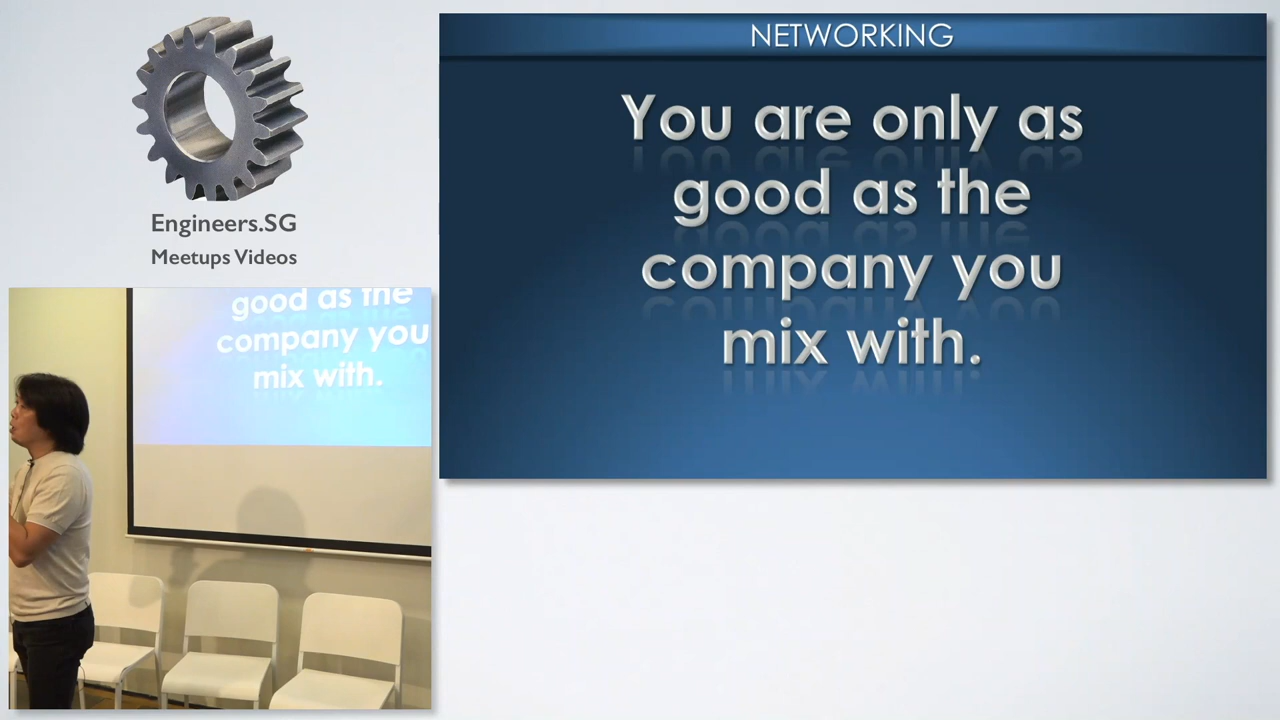 Engineers.SG
Meetups Videos
NETWORKING
You are only as
good as the
company you
mix with.
good as the
company you
mix with.